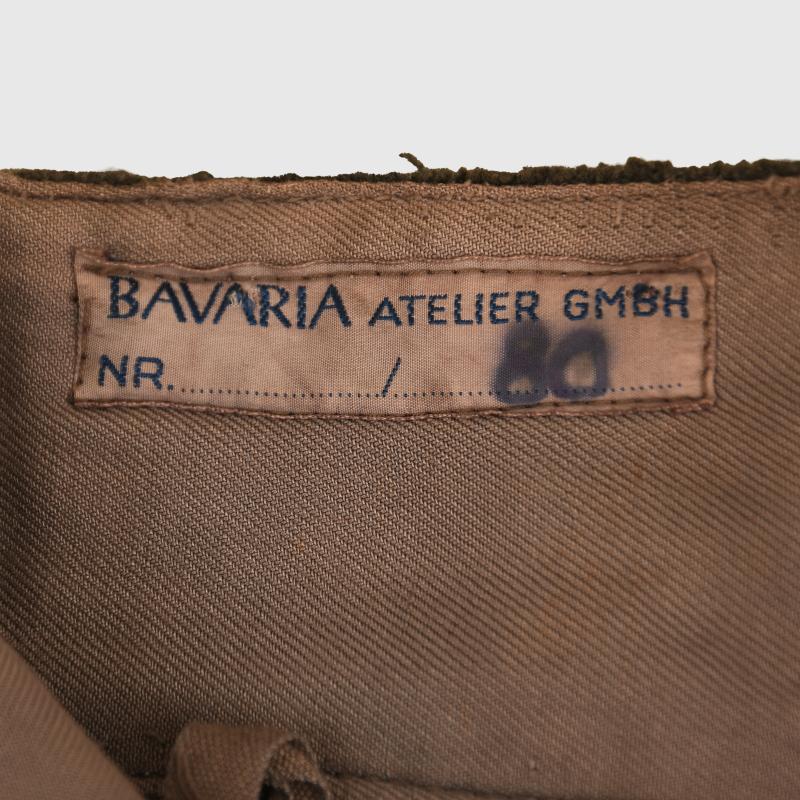 BAVARIA ATELIER GMBH
NR. ............/............ 80